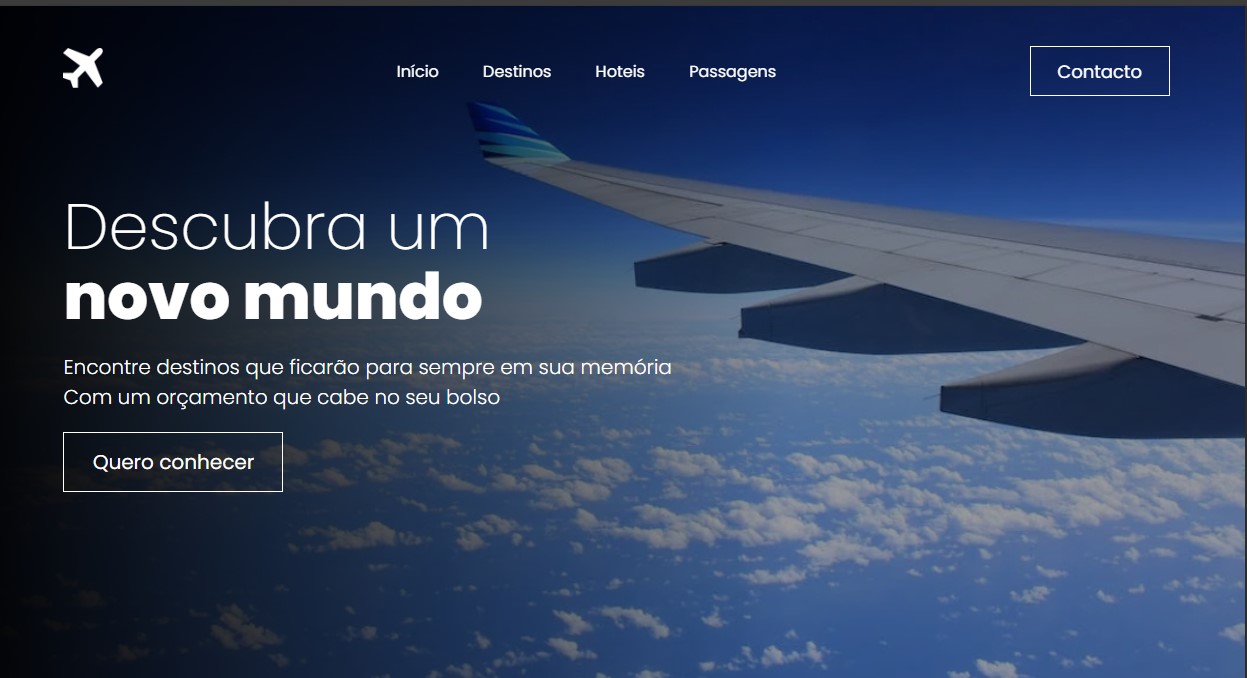 Início Destinos Hoteis Passagens Contacto
Descubra um
novo mundo
Encontre destinos que ficarão para sempre em sua memória
Com um orçamento que cabe no seu bolso
Quero conhecer